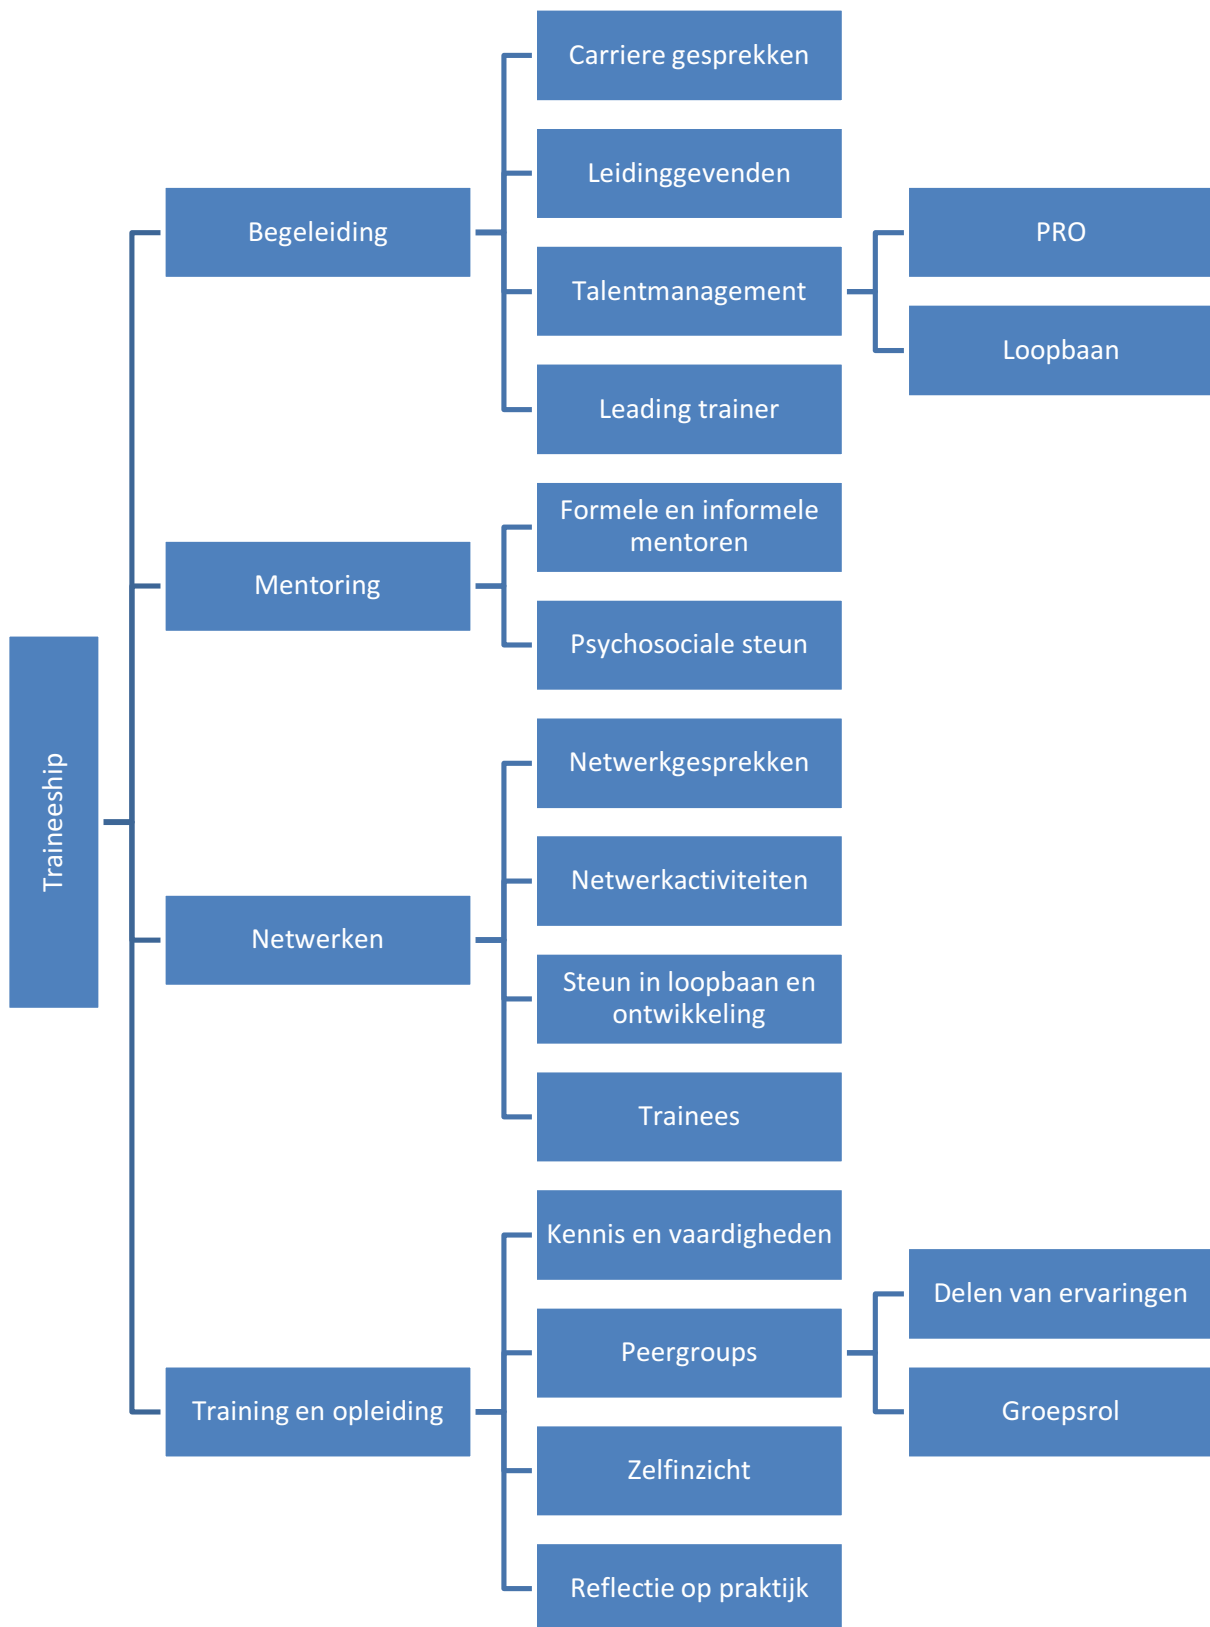 Traineeship
Begeleiding
Carriere gesprekken
Leidinggevenden
Talentmanagement
PRO
Loopbaan
Leading trainer
Mentoring
Formele en informele
mentoren
Psychosociale steun
Netwerken
Netwerkgesprekken
Netwerkactiviteiten
Steun in loopbaan en
ontwikkeling
Trainees
Training en opleiding
Kennis en vaardigheden
Peergroups
Delen van ervaringen
Groepsrol
Zelfinzicht
Reflectie op praktijk